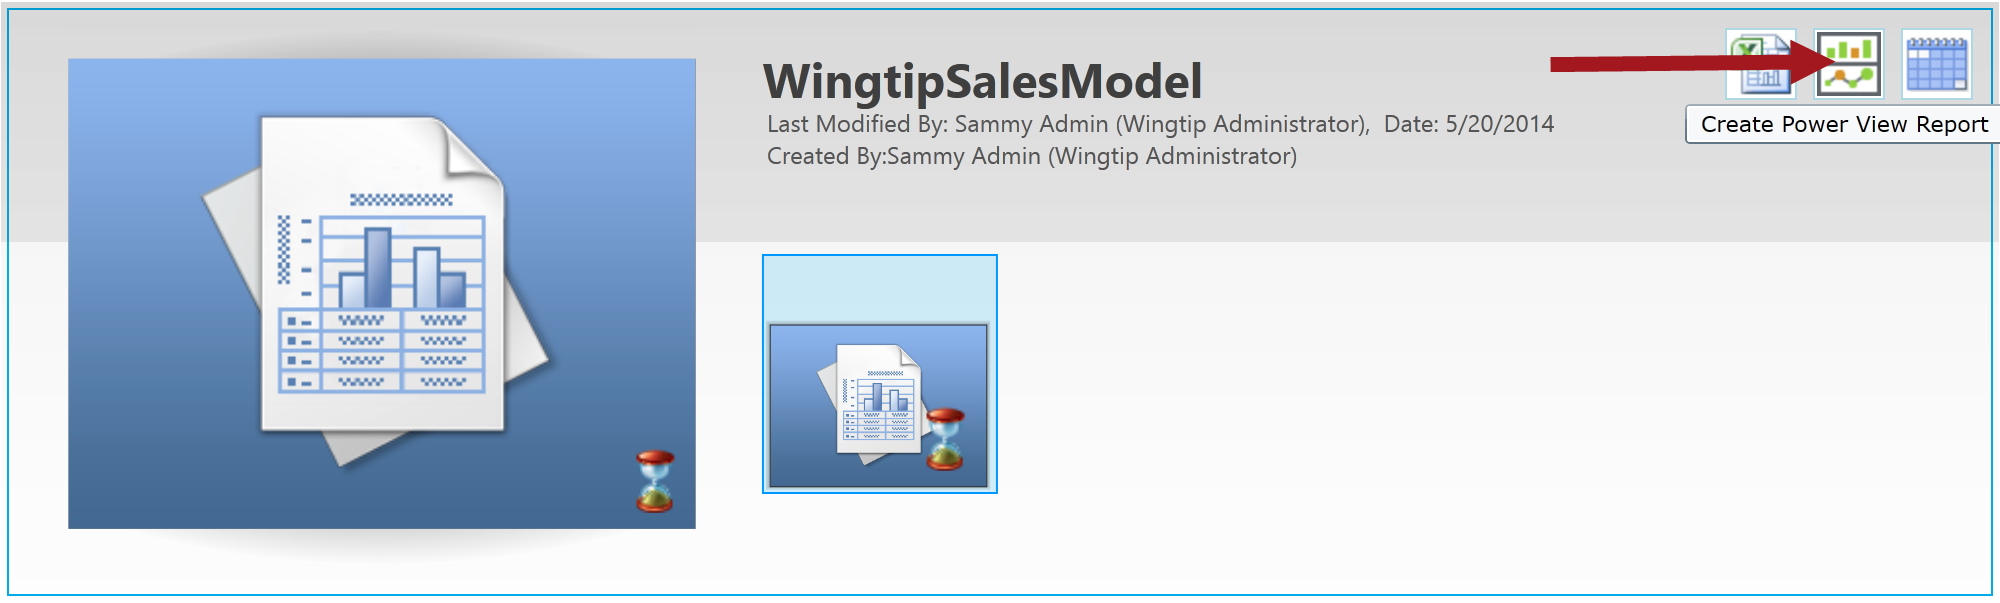 WingtipSalesModel
Last Modified By: Sammy Admin (Wingtip Administrator),  Date: 5/20/2014
Created By:Sammy Admin (Wingtip Administrator)
Create Power View Report